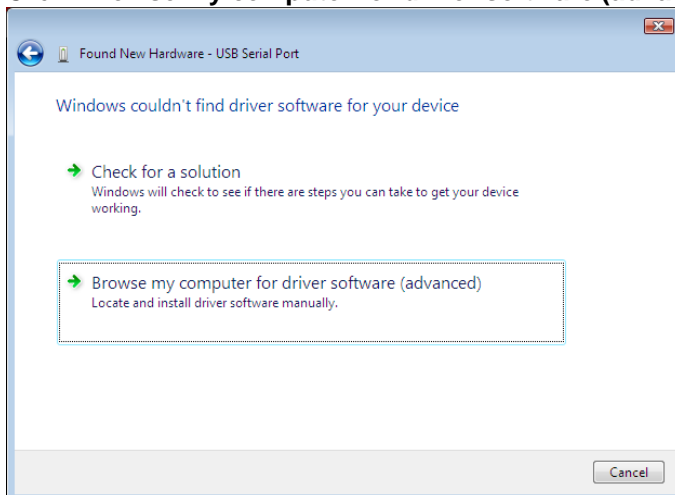 Found New Hardware - USB Serial Port
Windows couldn't find driver software for your device
Check for a solution
Windows will check to see if there are steps you can take to get your device
working.
Browse my computer for driver software (advanced)
Locate and install driver software manually.
Cancel